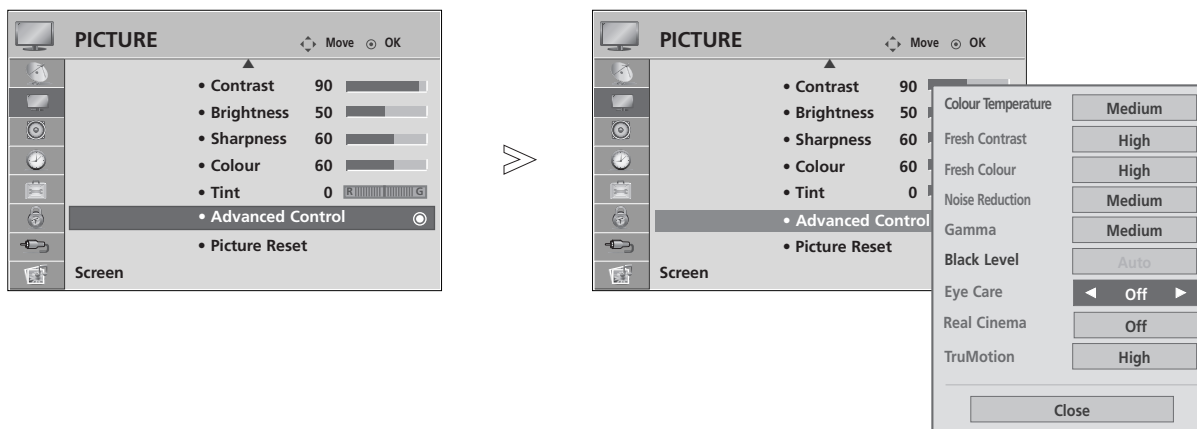 PICTURE
Move OK
• Contrast 90
• Brightness 50
• Sharpness 60
• Colour 60
• Tint 0 R G
• Advanced Control
• Picture Reset
Screen
PICTURE
Move OK
• Contrast 90
• Brightness 50
• Sharpness 60
• Colour 60
• Tint 0
• Advanced Control
• Picture Reset
Screen
Colour Temperature Medium
Fresh Contrast High
Fresh Colour High
Noise Reduction Medium
Gamma Medium
Black Level Auto
Eye Care ◄ Off ►
Real Cinema Off
TruMotion High
Close